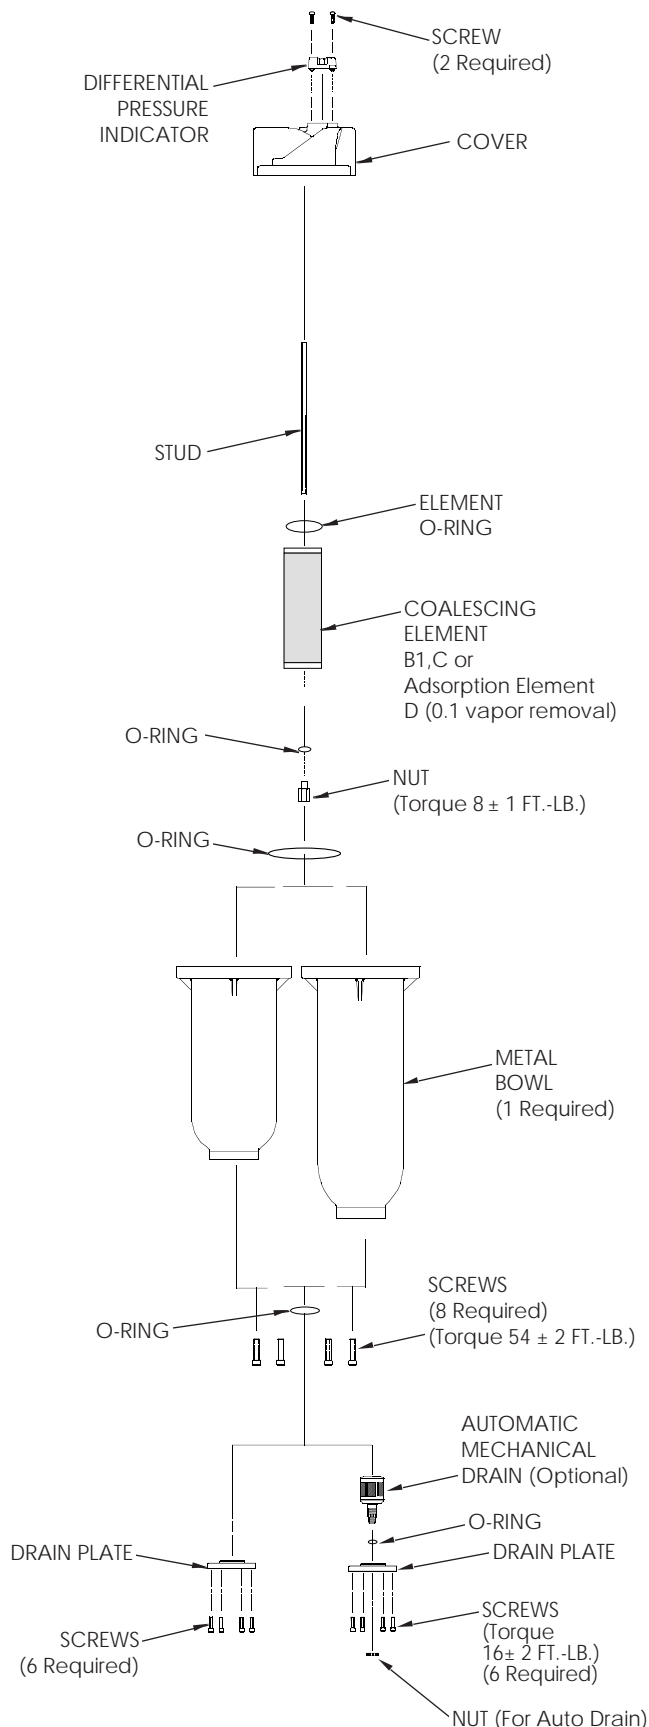 SCREW
(2 Required)
DIFFERENTIAL
PRESSURE
INDICATOR
COVER
STUD
ELEMENT
O-RING
COALESCING
ELEMENT
B1,C or
Adsorption Element
D (0.1 vapor removal)
O-RING
NUT
(Torque 8 ± 1 FT.-LB.)
O-RING
METAL
BOWL
(1 Required)
SCREWS
(8 Required)
(Torque 54 ± 2 FT.-LB.)
O-RING
AUTOMATIC
MECHANICAL
DRAIN (Optional)
O-RING
DRAIN PLATE
DRAIN PLATE
SCREWS
(6 Required)
SCREWS
(Torque
16± 2 FT.-LB.)
(6 Required)
NUT (For Auto Drain)